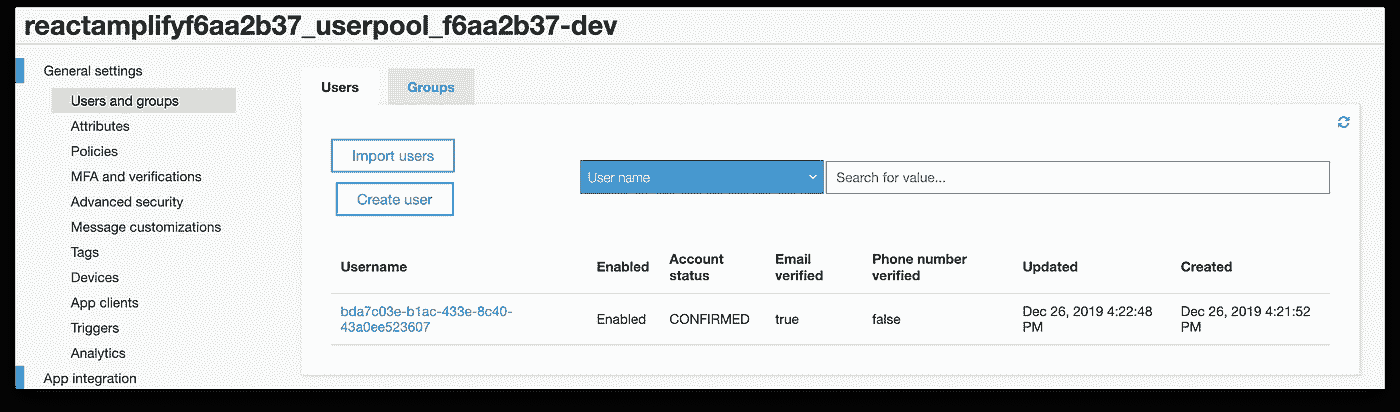 reactamplifyf6aa2b37_userpool_f6aa2b37-dev
General settings
Users and groups
Attributes
Policies
MFA and verifications
Advanced security
Message customizations
Tags
Devices
App clients
Triggers
Analytics
App integration
Users
Groups
Import users
Create user
User name
Search for value...
Username
Enabled
Account
status
Email
verified
Phone number
verified
Updated
Created
bda7c03e-b1ac-433e-8c40-
43a0ee523607
Enabled
CONFIRMED
true
false
Dec 26, 2019 4:22:48
PM
Dec 26, 2019 4:21:52
PM